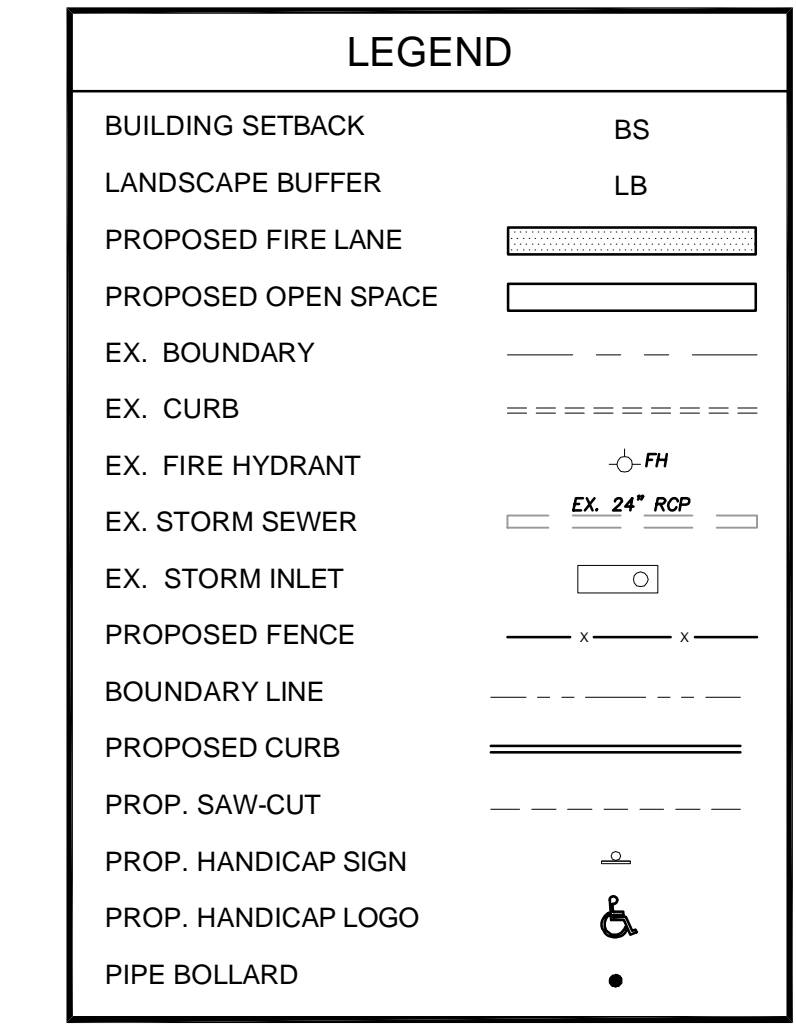 LEGEND
BUILDING SETBACK BS
LANDSCAPE BUFFER LB
PROPOSED FIRE LANE
PROPOSED OPEN SPACE
EX. BOUNDARY
EX. CURB
EX. FIRE HYDRANT FH
EX. STORM SEWER EX. 24" RCP
EX. STORM INLET
PROPOSED FENCE x x
BOUNDARY LINE
PROPOSED CURB
PROP. SAW-CUT
PROP. HANDICAP SIGN
PROP. HANDICAP LOGO
PIPE BOLLARD